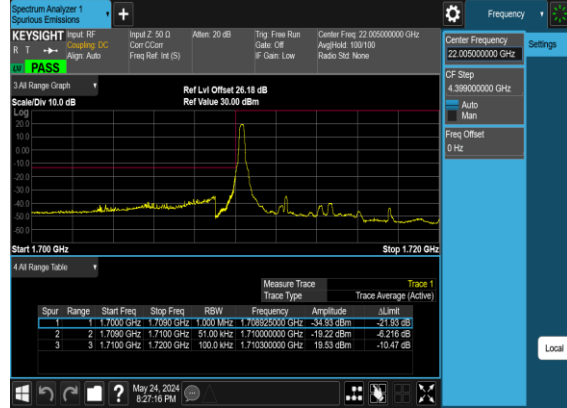 Spectrum Analyzer 1
Spurious Emissions
Frequency
KEYSIGHT
R T
LW
PASS
Input: RF
Coupling: DC
Align: Auto
Input Z: 50 Ω
Corr CCorr
Freq Ref: Int (S)
Atten: 20 dB
Trig: Free Run
Gate: Off
IF Gain: Low
Center Freq: 22.005000000 GHz
Avg|Hold: 100/100
Radio Std: None
Center Frequency
22.005000000 GHz
Settings
CF Step
4.399000000 GHz
Auto
Man
Freq Offset
0 Hz
3 All Range Graph
Scale/Div 10.0 dB
Ref Lvl Offset 26.18 dB
Ref Value 30.00 dBm
Log
20.0
10.0
0.00
-10.0
-20.0
-30.0
-40.0
-50.0
-60.0
Start 1.700 GHz
Stop 1.720 GHz
4 All Range Table
Measure Trace Trace 1
Trace Type Trace Average (Active)
Spur Range Start Freq Stop Freq RBW Frequency Amplitude ΔLimit
1 1 1.7000 GHz 1.7090 GHz 1.000 MHz 1.708925000 GHz -34.93 dBm -21.93 dB
2 2 1.7090 GHz 1.7100 GHz 51.00 kHz 1.710000000 GHz -19.22 dBm -6.216 dB
3 3 1.7100 GHz 1.7200 GHz 100.0 kHz 1.710300000 GHz 19.53 dBm -10.47 dB
Local
?
May 24, 2024
8:27:16 PM